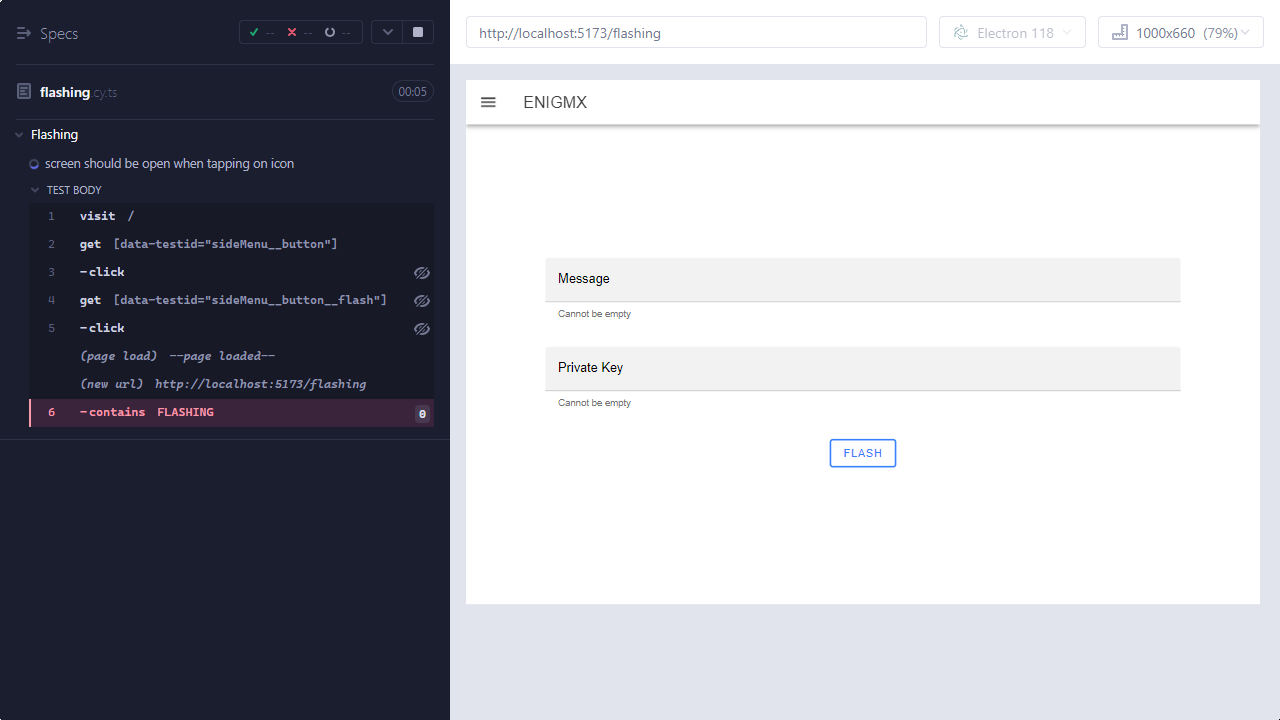 Specs
-- -- --
flashing.cy.ts 00:05
Flashing
screen should be open when tapping on icon
TEST BODY
1 visit /
2 get [data-testid="sideMenu__button"]
3 -click
4 get [data-testid="sideMenu__button__flash"]
5 -click
(page load) --page loaded--
(new url) http://localhost:5173/flashing
6 -contains FLASHING 0
http://localhost:5173/flashing
Electron 118
1000x660 (79%)
ENIGMX
Message
Cannot be empty
Private Key
Cannot be empty
FLASH